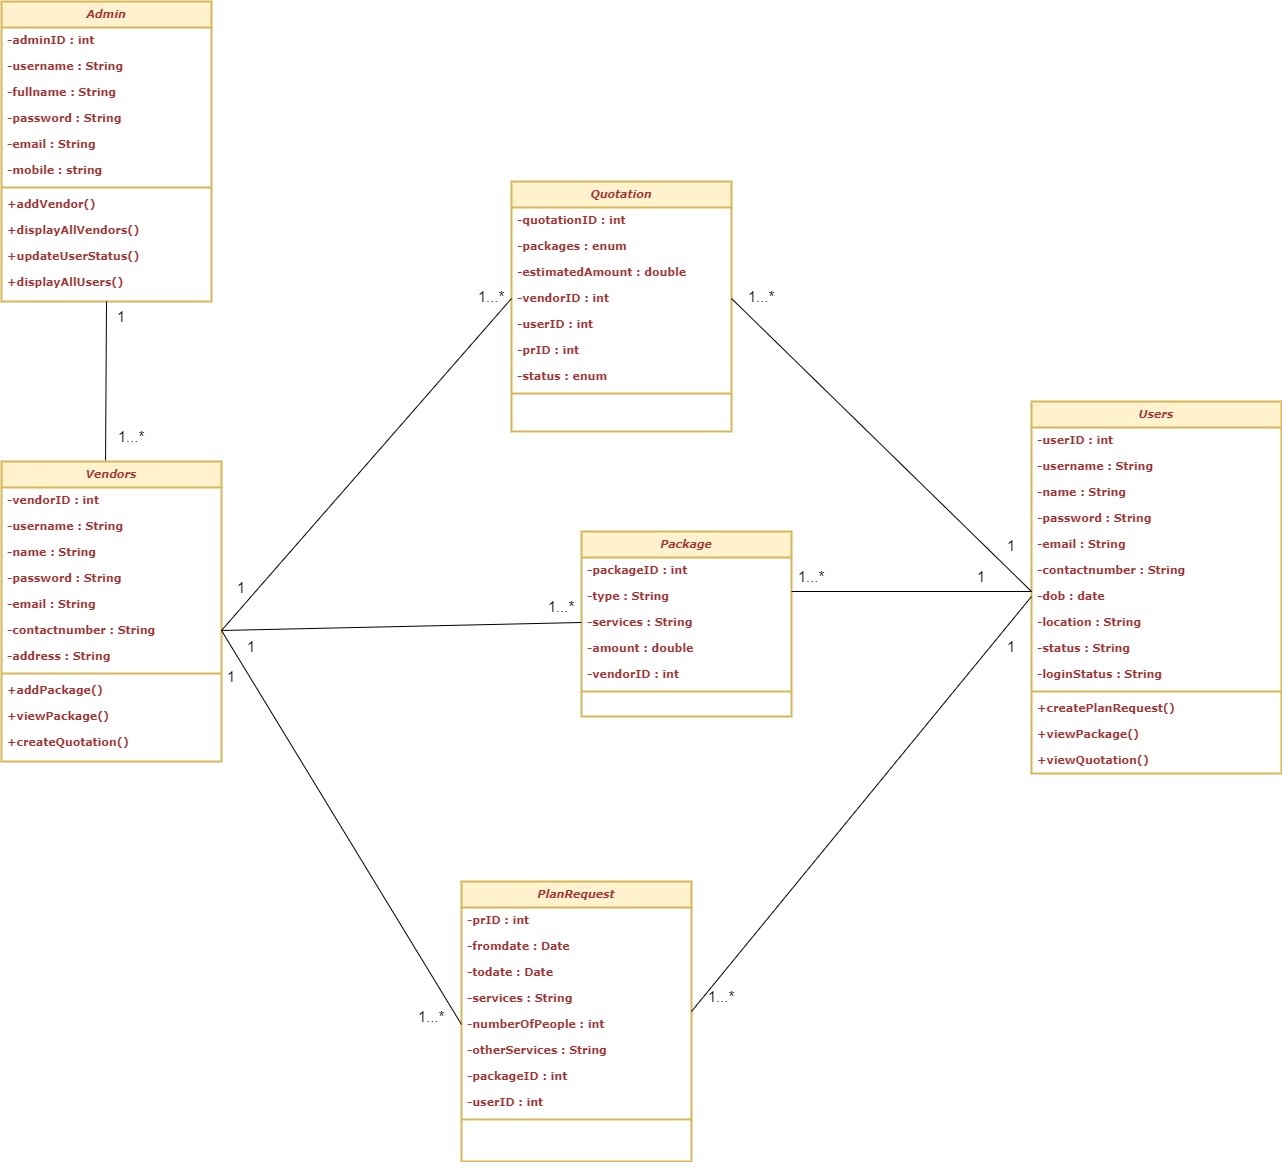 Admin
-adminID : int
-username : String
-fullname : String
-password : String
-email : String
-mobile : string
+addVendor()
+displayAllVendors()
+updateUserStatus()
+displayAllUsers()
1
1...*
Vendors
-vendorID : int
-username : String
-name : String
-password : String
-email : String
-contactnumber : String
-address : String
+addPackage()
+viewPackage()
+createQuotation()
1
1
1
Quotation
-quotationID : int
-packages : enum
-estimatedAmount : double
-vendorID : int
-userID : int
-prID : int
-status : enum
1...*
1...*
Package
-packageID : int
-type : String
-services : String
-amount : double
-vendorID : int
1...*
1...*
PlanRequest
-prID : int
-fromdate : Date
-todate : Date
-services : String
-numberOfPeople : int
-otherServices : String
-packageID : int
-userID : int
1...*
1...*
Users
-userID : int
-username : String
-name : String
-password : String
-email : String
-contactnumber : String
-dob : date
-location : String
-status : String
-loginStatus : String
+createPlanRequest()
+viewPackage()
+viewQuotation()
1
1
1